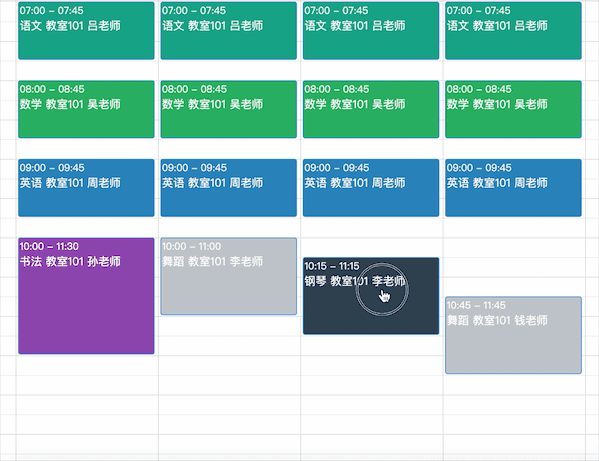 07:00 – 07:45
语文 教室101 吕老师
07:00 – 07:45
语文 教室101 吕老师
07:00 – 07:45
语文 教室101 吕老师
07:00 – 07:45
语文 教室101 吕老师
08:00 – 08:45
数学 教室101 吴老师
08:00 – 08:45
数学 教室101 吴老师
08:00 – 08:45
数学 教室101 吴老师
08:00 – 08:45
数学 教室101 吴老师
09:00 – 09:45
英语 教室101 周老师
09:00 – 09:45
英语 教室101 周老师
09:00 – 09:45
英语 教室101 周老师
09:00 – 09:45
英语 教室101 周老师
10:00 – 11:30
书法 教室101 孙老师
10:00 – 11:00
舞蹈 教室101 李老师
10:15 – 11:15
钢琴 教室101 李老师
10:45 – 11:45
舞蹈 教室101 钱老师